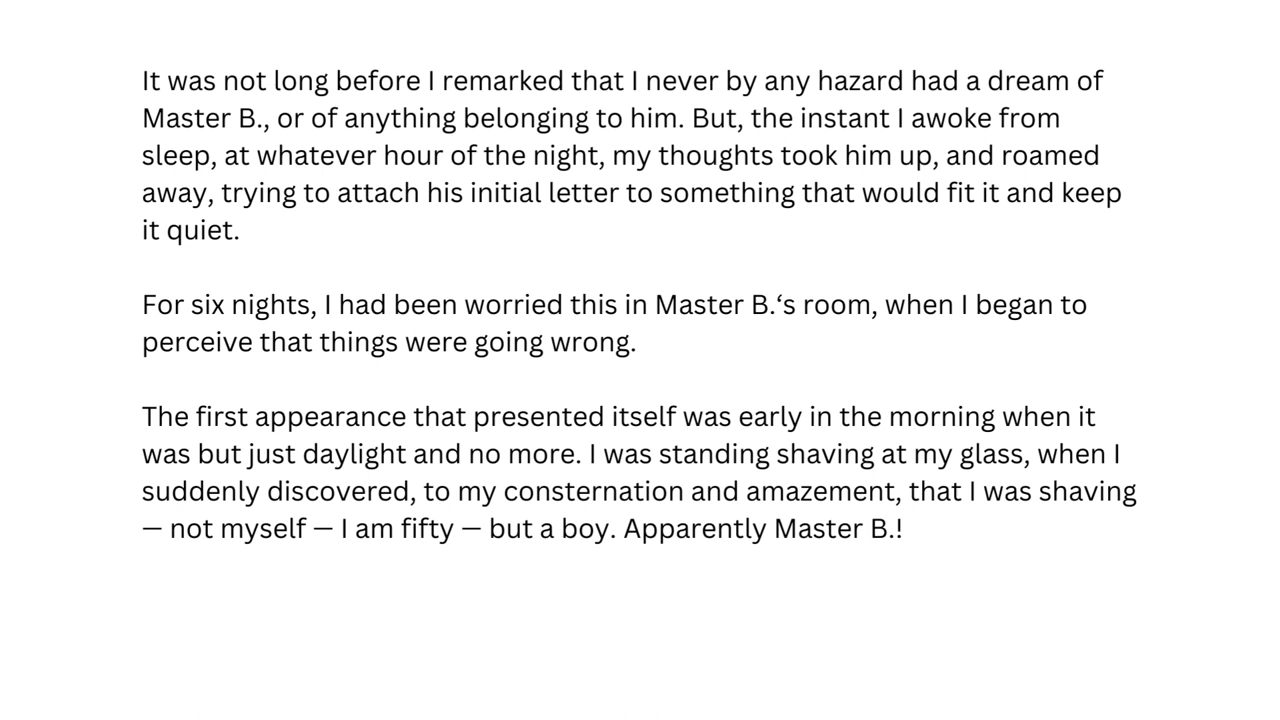 It was not long before I remarked that I never by any hazard had a dream of
Master B., or of anything belonging to him. But, the instant I awoke from
sleep, at whatever hour of the night, my thoughts took him up, and roamed
away, trying to attach his initial letter to something that would fit it and keep
it quiet.
For six nights, I had been worried this in Master B.‘s room, when I began to
perceive that things were going wrong.
The first appearance that presented itself was early in the morning when it
was but just daylight and no more. I was standing shaving at my glass, when I
suddenly discovered, to my consternation and amazement, that I was shaving
— not myself — I am fifty — but a boy. Apparently Master B.!